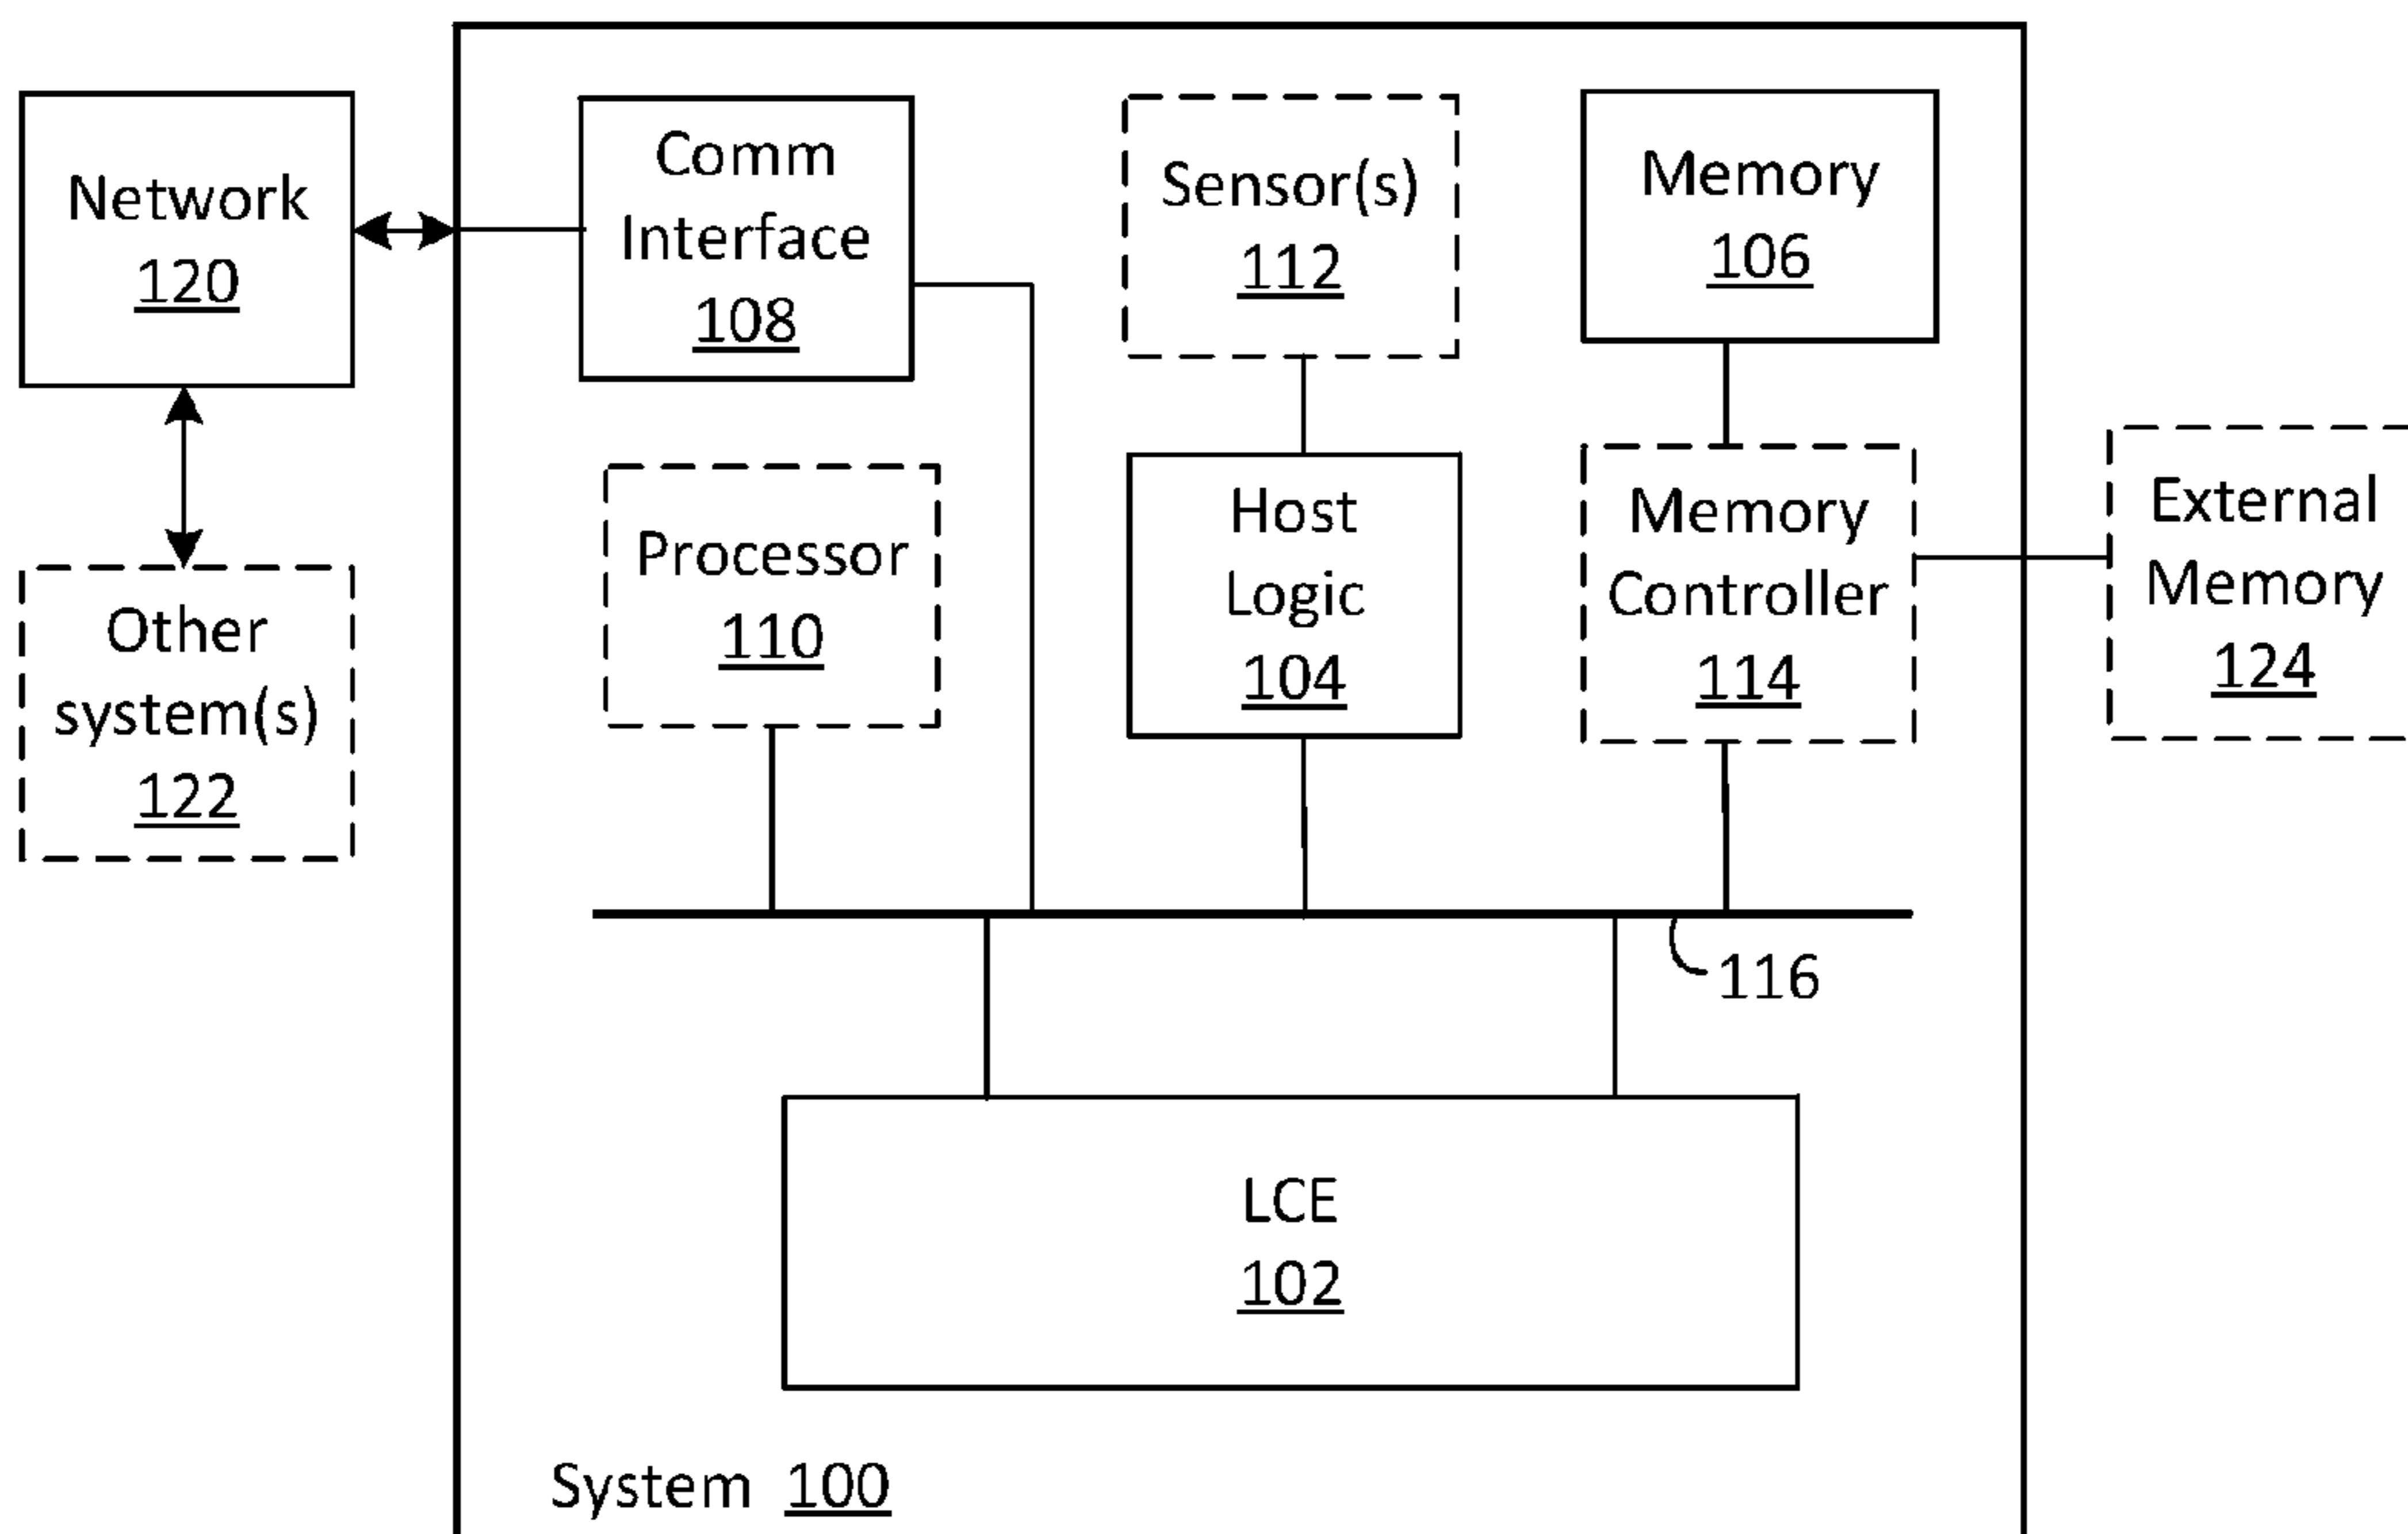 Network
120
Comm
Interface
108
Sensor(s)
112
Memory
106
Other
system(s)
122
Processor
110
Host
Logic
104
Memory
Controller
114
External
Memory
124
116
LCE
102
System 100